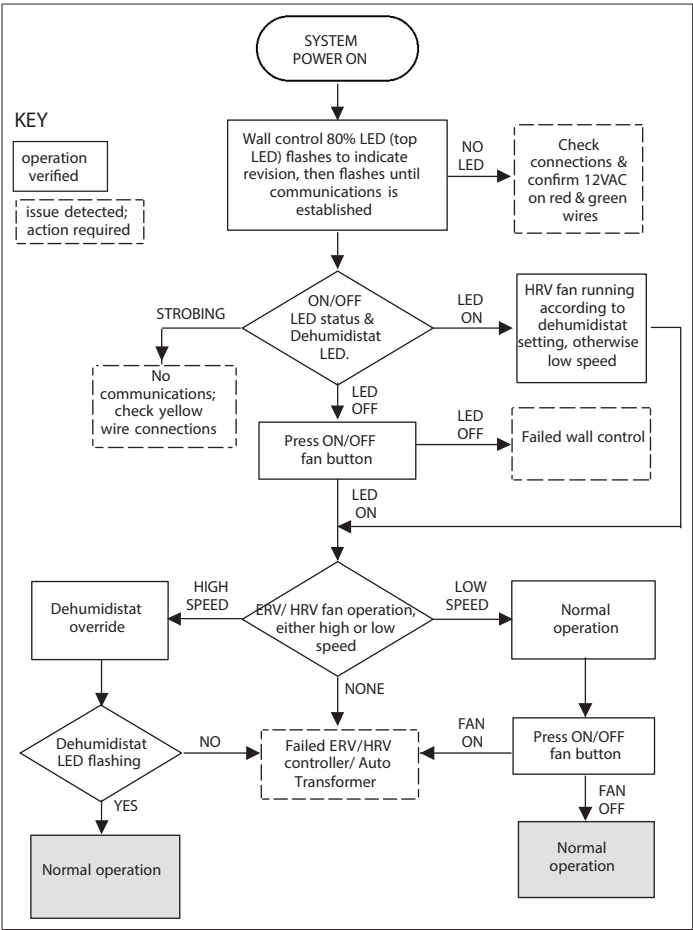 SYSTEM
POWER ON
KEY
operation
verified
issue detected;
action required
Wall control 80% LED (top
LED) flashes to indicate
revision, then flashes until
communications is
established
NO
LED
Check
connections &
confirm 12VAC
on red & green
wires
ON/OFF
LED status &
Dehumidistat
LED.
STROBING
No
communications;
check yellow
wire connections
LED
ON
HRV fan running
according to
dehumidistat
setting, otherwise
low speed
LED
OFF
Press ON/OFF
fan button
LED
OFF
Failed wall control
LED
ON
ERV/ HRV fan operation,
either high or low
speed
HIGH
SPEED
Dehumidistat
override
LOW
SPEED
Normal
operation
NONE
Dehumidistat
LED flashing
NO
Failed ERV/HRV
controller/ Auto
Transformer
FAN
ON
Press ON/OFF
fan button
YES
Normal operation
FAN
OFF
Normal
operation